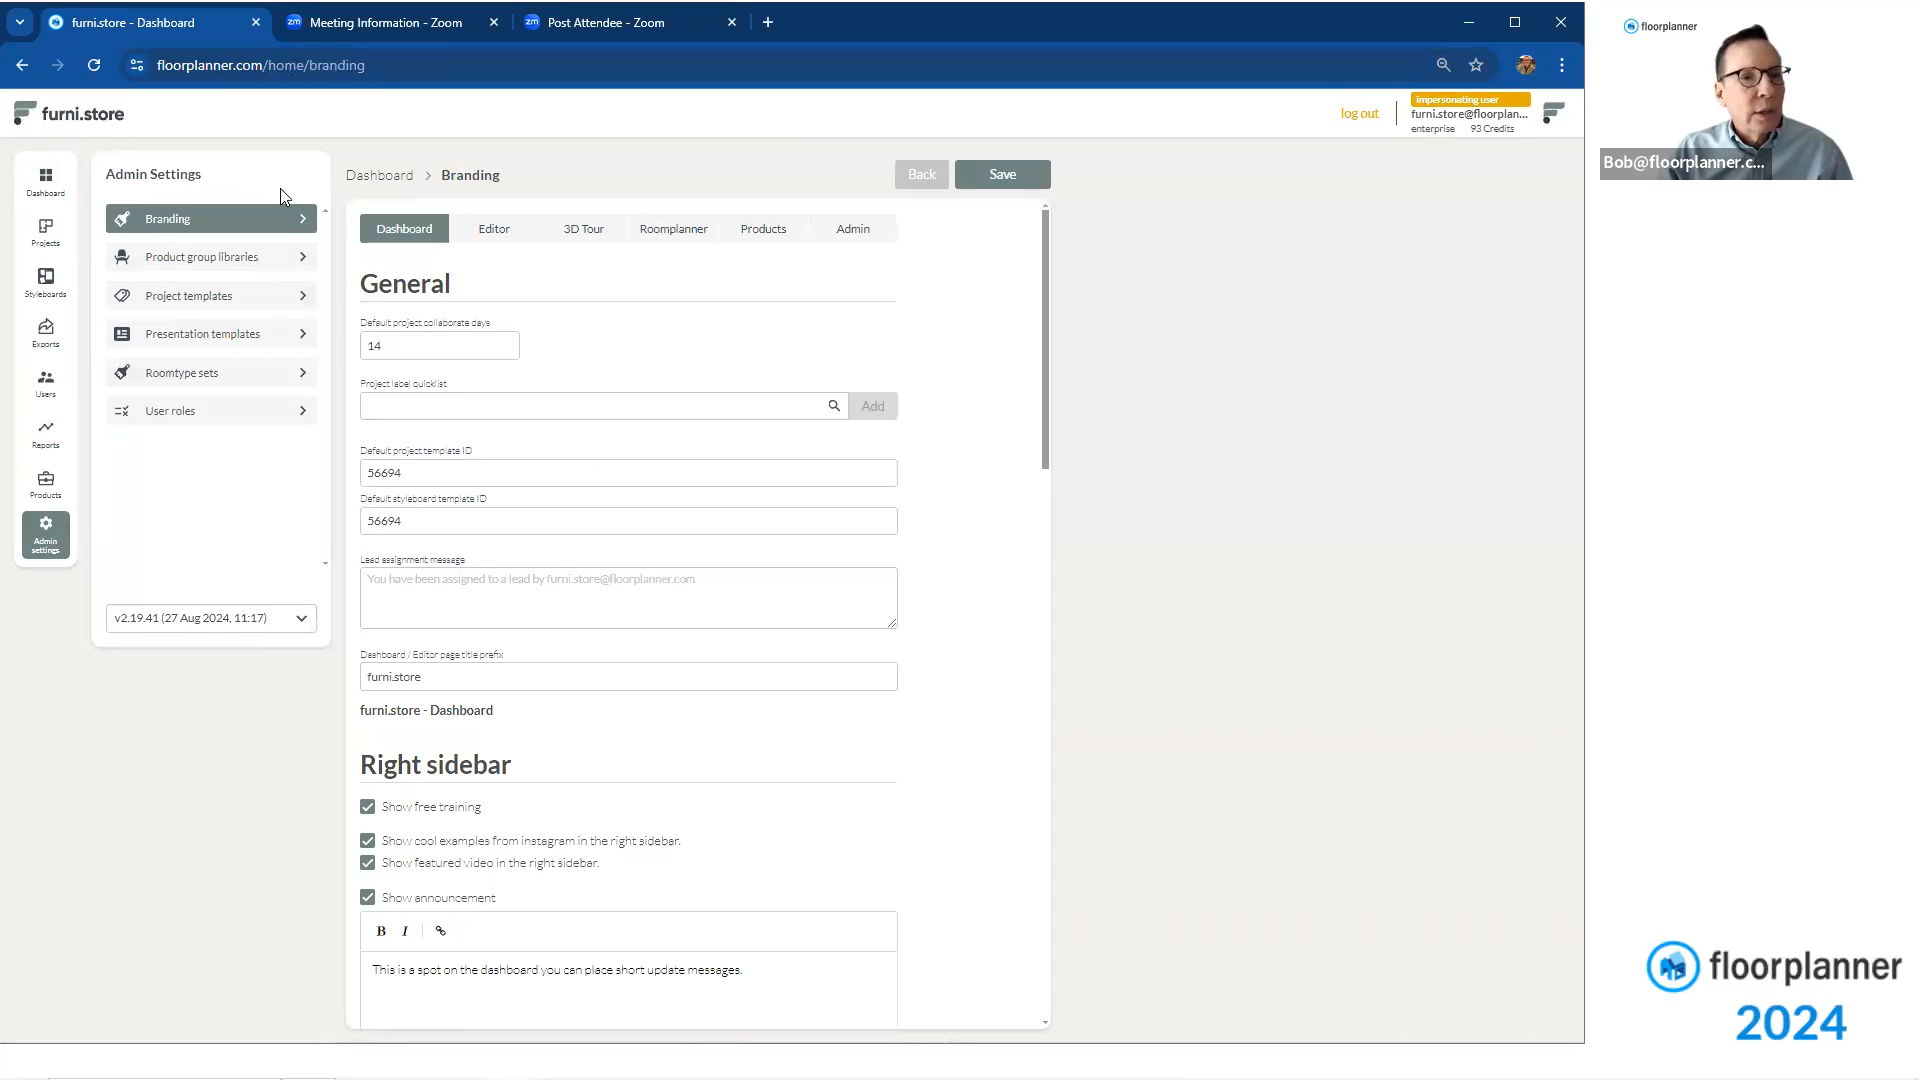 furni.store - Dashboard
Meeting Information - Zoom
Post Attendee - Zoom
floorplanner.com/home/branding
furni.store
log out
impersonating user
furni.store@floorplan...
enterprise 93 Credits
floorplanner
Bob@floorplanner.c...
Dashboard
Projects
Styleboards
Exports
Users
Reports
Products
Admin
settings
Admin Settings
Branding
Product group libraries
Project templates
Presentation templates
Roomtype sets
User roles
v2.19.41 (27 Aug 2024, 11:17)
Dashboard > Branding
Back
Save
Dashboard
Editor
3D Tour
Roomplanner
Products
Admin
General
Default project collaborate days
14
Project label quicklist
Add
Default project template ID
56694
Default styleboard template ID
56694
Lead assignment message
You have been assigned to a lead by furni.store@floorplanner.com
Dashboard / Editor page title prefix
furni.store
furni.store - Dashboard
Right sidebar
Show free training
Show cool examples from instagram in the right sidebar.
Show featured video in the right sidebar.
Show announcement
B I
This is a spot on the dashboard you can place short update messages.
floorplanner
2024